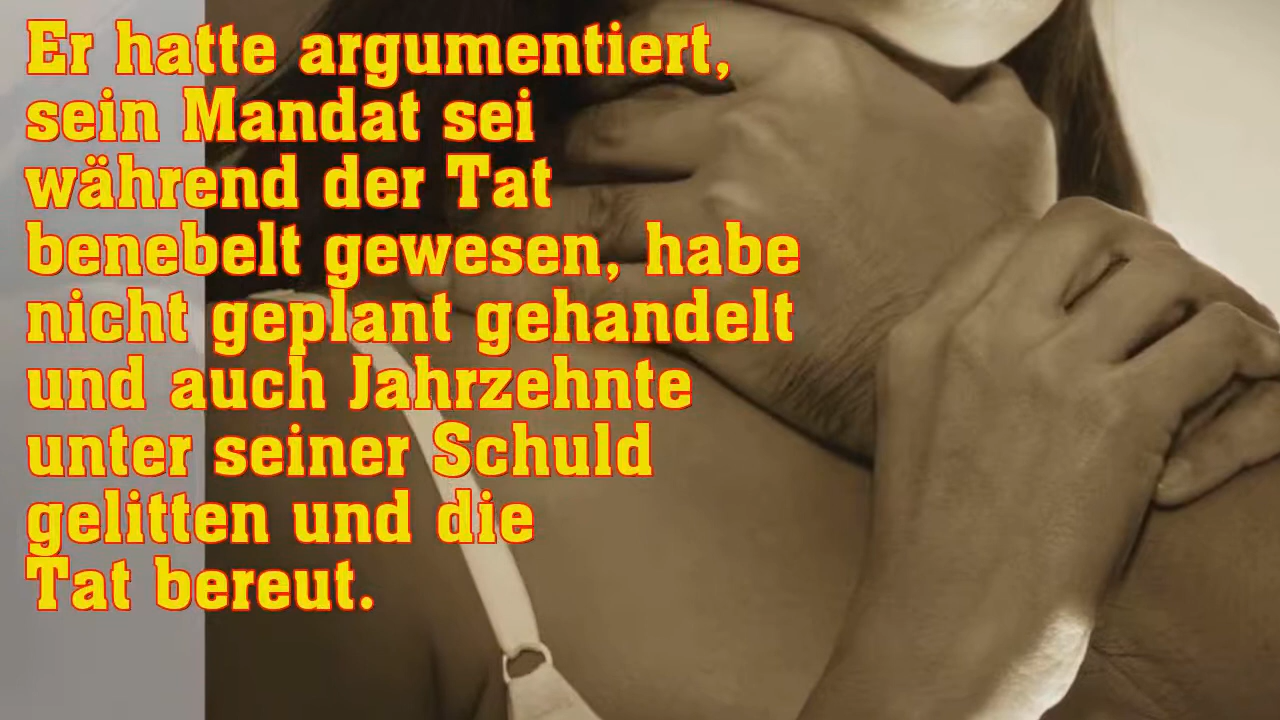 Er hatte argumentiert,
sein Mandat sei
während der Tat
benebelt gewesen, habe
nicht geplant gehandelt
und auch Jahrzehnte
unter seiner Schuld
gelitten und die
Tat bereut.